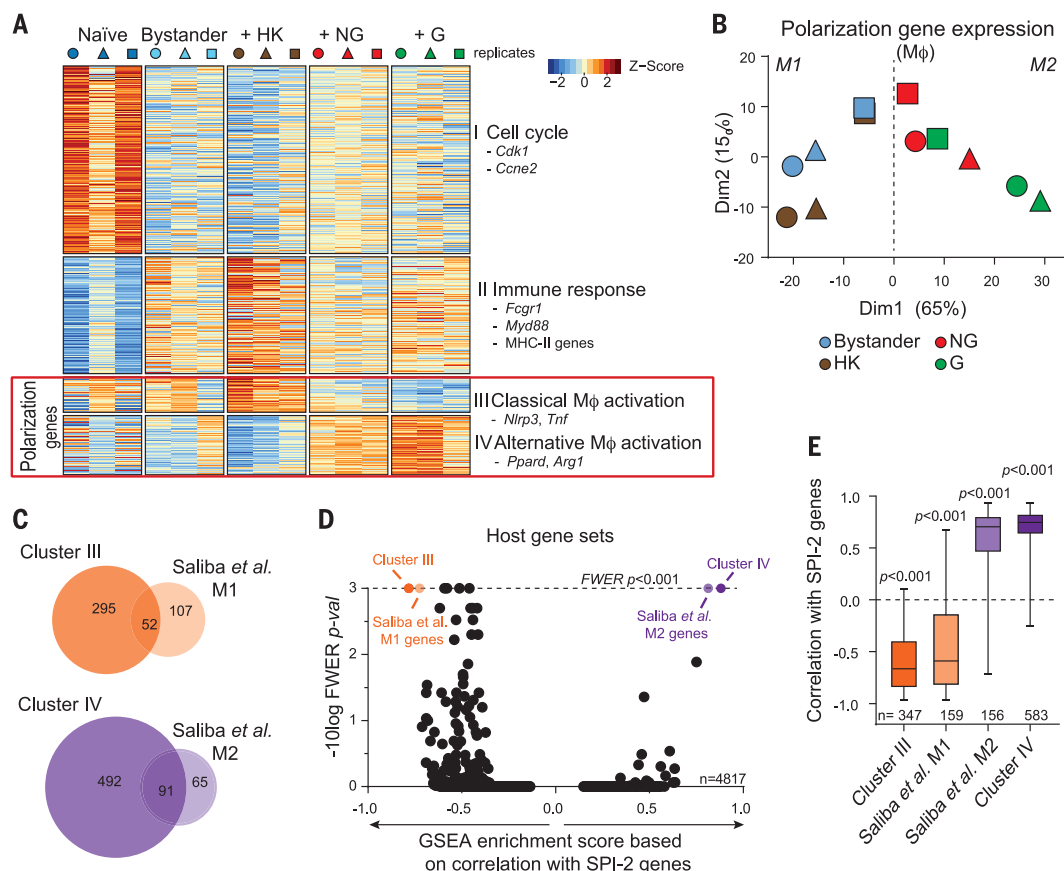 A
Naïve Bystander + HK + NG + G
replicates
-2 0 2 Z-Score
I Cell cycle
- Cdk1
- Ccne2
II Immune response
- Fcgr1
- Myd88
- MHC-II genes
Polarization genes
III Classical Mϕ activation
- Nlrp3, Tnf
IV Alternative Mϕ activation
- Ppard, Arg1
B
Polarization gene expression
(Mϕ)
M1 M2
Dim2 (15%)
20
10
0
-10
-20
-20 -10 0 10 20 30
Dim1 (65%)
Bystander NG
HK G
C
Cluster III
Saliba et al.
M1
295 52 107
Cluster IV
Saliba et al.
M2
492 91 65
D
Host gene sets
Cluster III
Cluster IV
FWER p<0.001
Saliba et al.
M1 genes
Saliba et al.
M2 genes
-10log FWER p-val
3
2
1
0
n=4817
-1.0 -0.5 0.0 0.5 1.0
GSEA enrichment score based
on correlation with SPI-2 genes
E
Correlation with SPI-2 genes
1.0
0.5
0.0
-0.5
-1.0
p<0.001
p<0.001
p<0.001
p<0.001
n= 347 159 156 583
Cluster III
Saliba et al. M1
Saliba et al. M2
Cluster IV